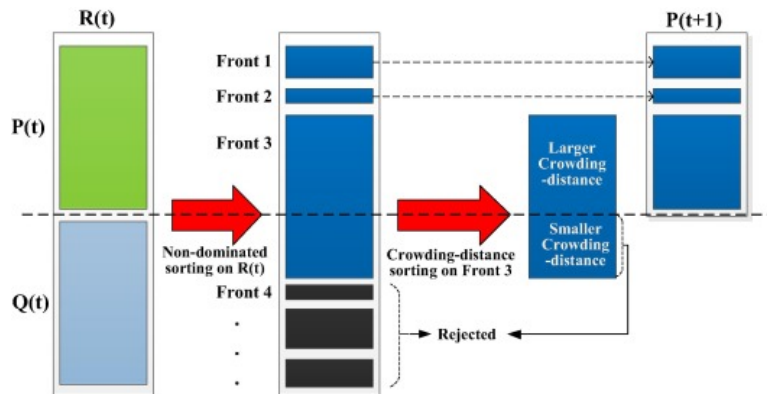 R(t)
P(t+1)
Front 1
Front 2
P(t)
Front 3
Larger
Crowding
-distance
Non-dominated
sorting on R(t)
Crowding-distance
sorting on Front 3
Smaller
Crowding
-distance
Q(t)
Front 4
Rejected